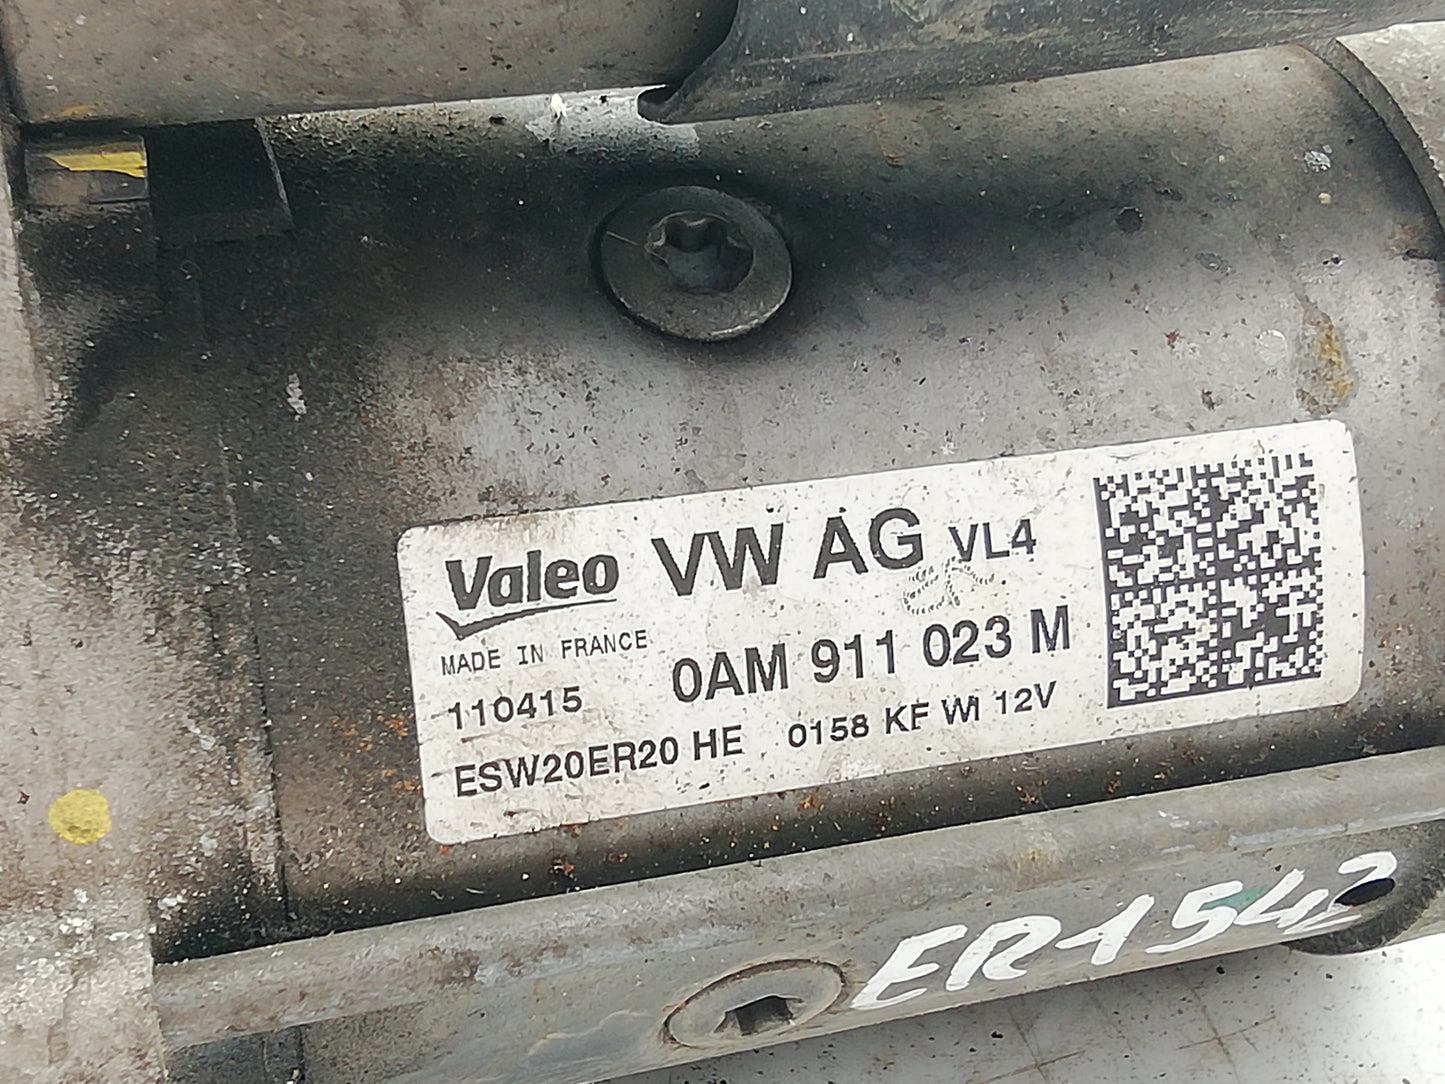 Valeo VW AG VL4
MADE IN FRANCE
0AM 911 023 M
110415
ESW20ER20 HE 0158 KF WI 12V
ER1542